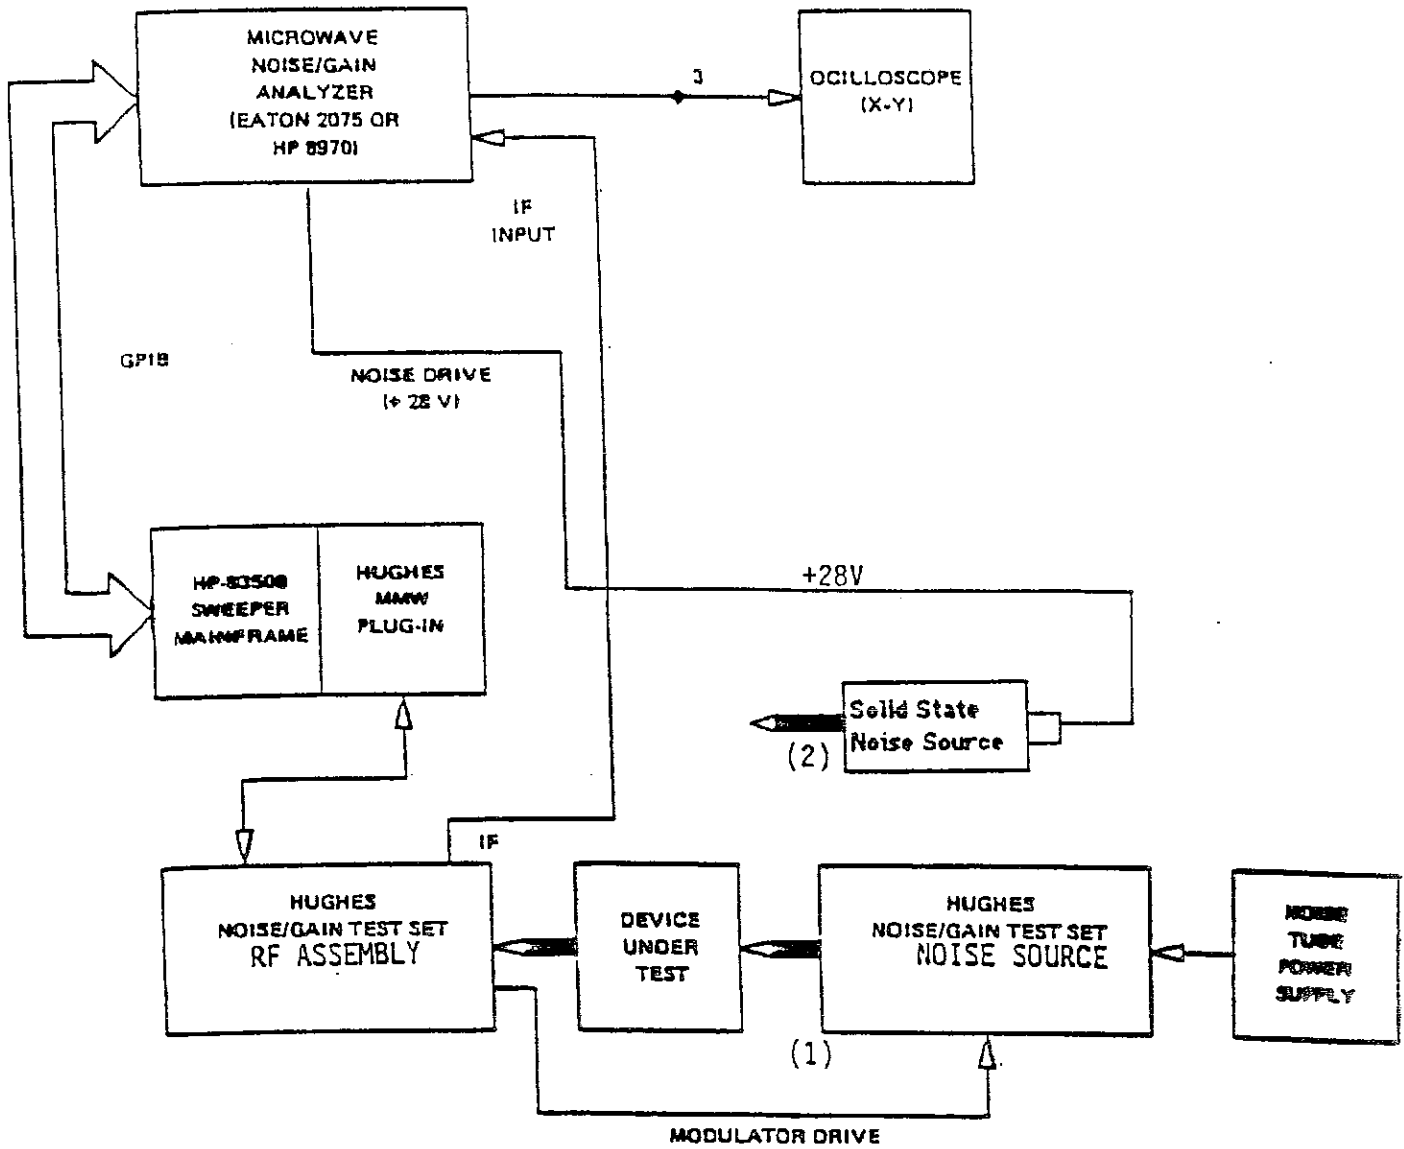 MICROWAVE
NOISE/GAIN
ANALYZER
(EATON 2075 OR
HP 8970)
3
OCILLOSCOPE
(X-Y)
IF
INPUT
GPIB
NOISE DRIVE
(+ 28 V)
HP-8350B
SWEEPER
MAINFRAME
HUGHES
MMW
PLUG-IN
+28V
Solid State
Noise Source
(2)
IF
HUGHES
NOISE/GAIN TEST SET
RF ASSEMBLY
DEVICE
UNDER
TEST
HUGHES
NOISE/GAIN TEST SET
NOISE SOURCE
NOISE
TUBE
POWER
SUPPLY
(1)
MODULATOR DRIVE